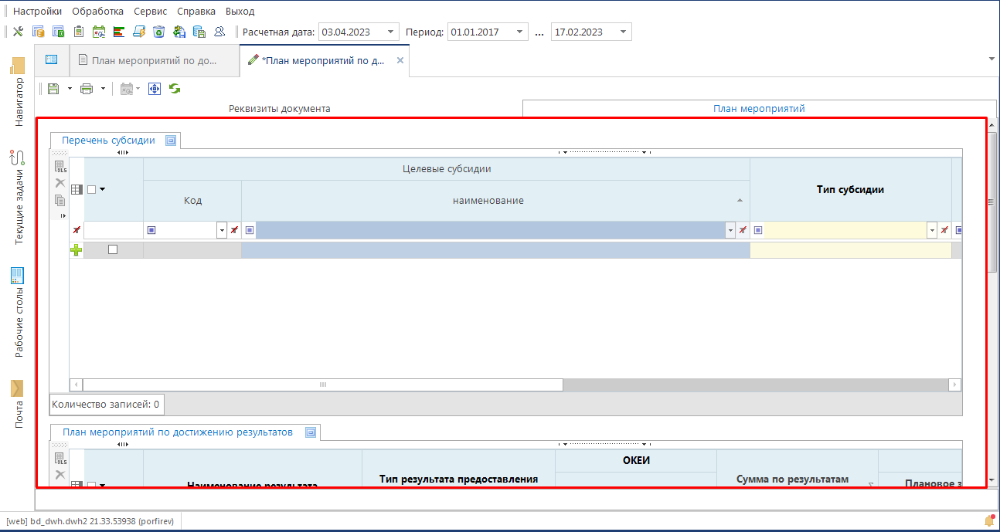 Настройки Обработка Сервис Справка Выход
Расчетная дата: 03.04.2023 Период: 01.01.2017 ... 17.02.2023
План мероприятий по до... *План мероприятий по д...
Навигатор
Текущие задачи
Рабочие столы
Почта
Реквизиты документа План мероприятий
Перечень субсидии
Целевые субсидии
Тип субсидии
Код наименование
Количество записей: 0
План мероприятий по достижению результатов
ОКЕИ
Наименование результата Тип результата предоставления Сумма по результатам Плановое з
[web] bd_dwh.dwh2 21.33.53938 (porfirev)